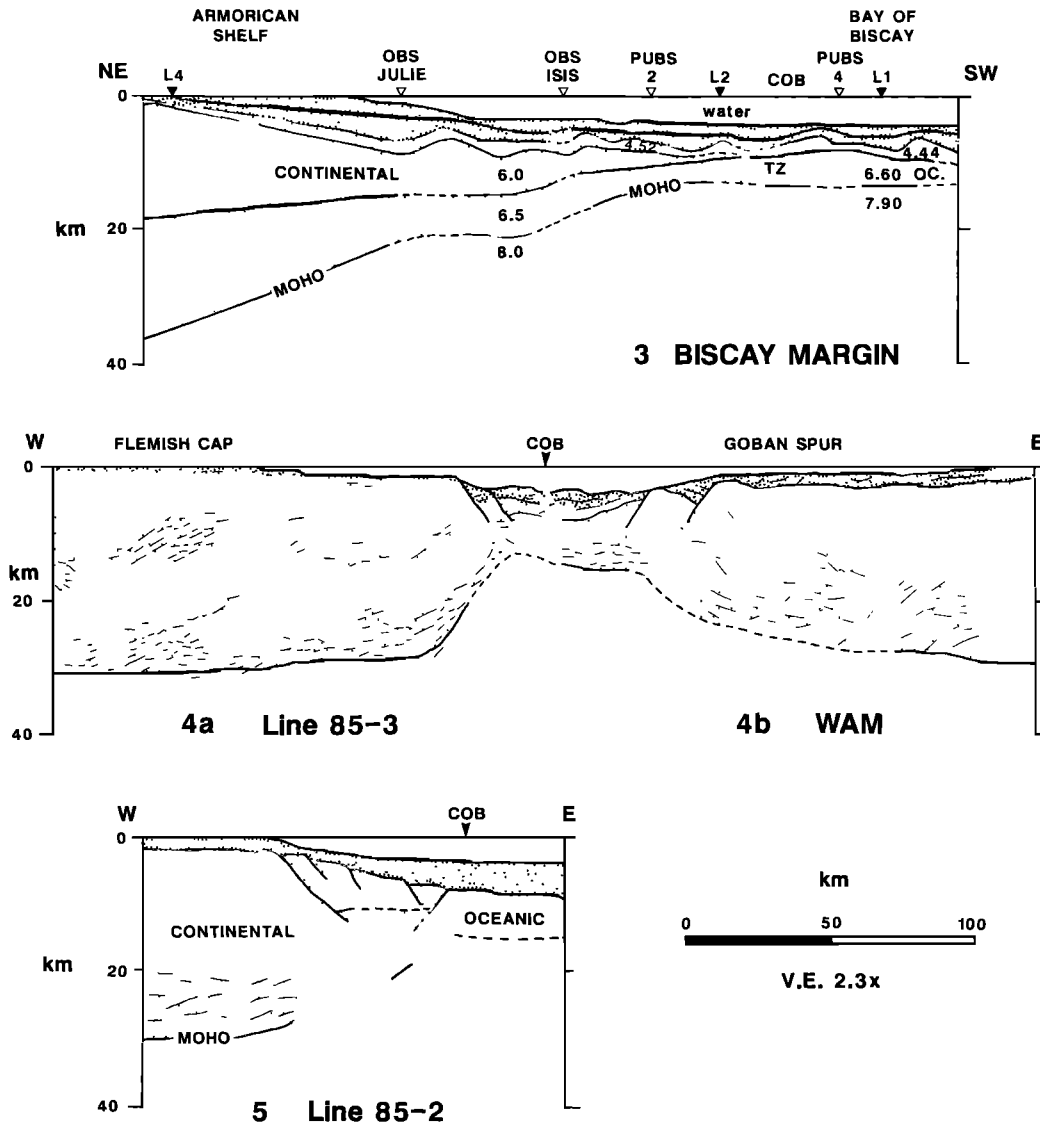 ARMORICAN SHELF
BAY OF BISCAY
NE L4 OBS JULIE OBS ISIS PUBS 2 L2 COB PUBS 4 L1 SW
0
water
4.52
4.44
CONTINENTAL 6.0 TZ 6.60 OC.
MOHO 7.90
6.5
km 20
8.0
MOHO
40
3 BISCAY MARGIN
W FLEMISH CAP COB GOBAN SPUR E
0
km
20
40
4a Line 85-3 4b WAM
W COB E
0
CONTINENTAL OCEANIC
km
20
MOHO
40
5 Line 85-2
km
0 50 100
V.E. 2.3x